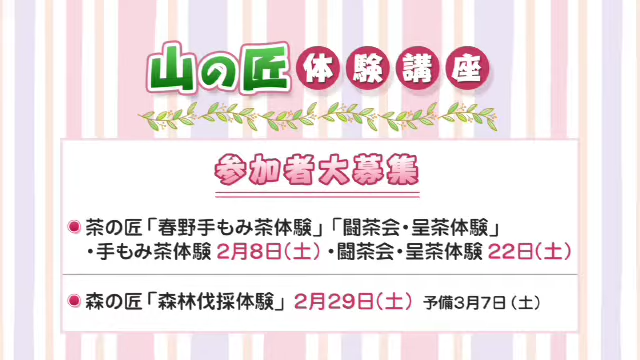 山の匠体験講座
参加者大募集
茶の匠「春野手もみ茶体験」「闘茶会・呈茶体験」
・手もみ茶体験 2月8日(土)・闘茶会・呈茶体験 22日(土)
森の匠「森林伐採体験」 2月29日(土) 予備3月7日(土)